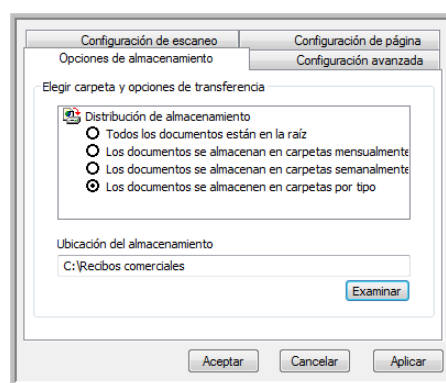 Configuración de escaneo
Configuración de página
Opciones de almacenamiento
Configuración avanzada
Elegir carpeta y opciones de transferencia
Distribución de almacenamiento
Todos los documentos están en la raíz
Los documentos se almacenan en carpetas mensualmente
Los documentos se almacenan en carpetas semanalmente
Los documentos se almacenen en carpetas por tipo
Ubicación del almacenamiento
C:\Recibos comerciales
Examinar
Aceptar
Cancelar
Aplicar